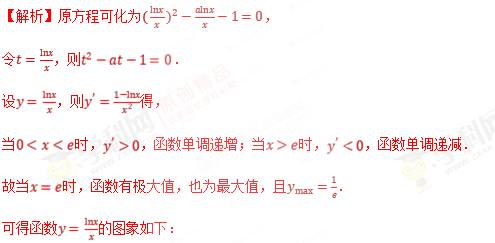 【解析】原方程可化为(lnx/x)² − alnx/x − 1 = 0，
令t = lnx/x，则t² − at − 1 = 0．
设y = lnx/x，则y′ = (1−lnx)/x²得，
当0 < x < e时，y′ > 0，函数单调递增；当x > e时，y′ < 0，函数单调递减．
故当x = e时，函数有极大值，也为最大值，且y_max = 1/e．
可得函数y = lnx/x的图象如下：